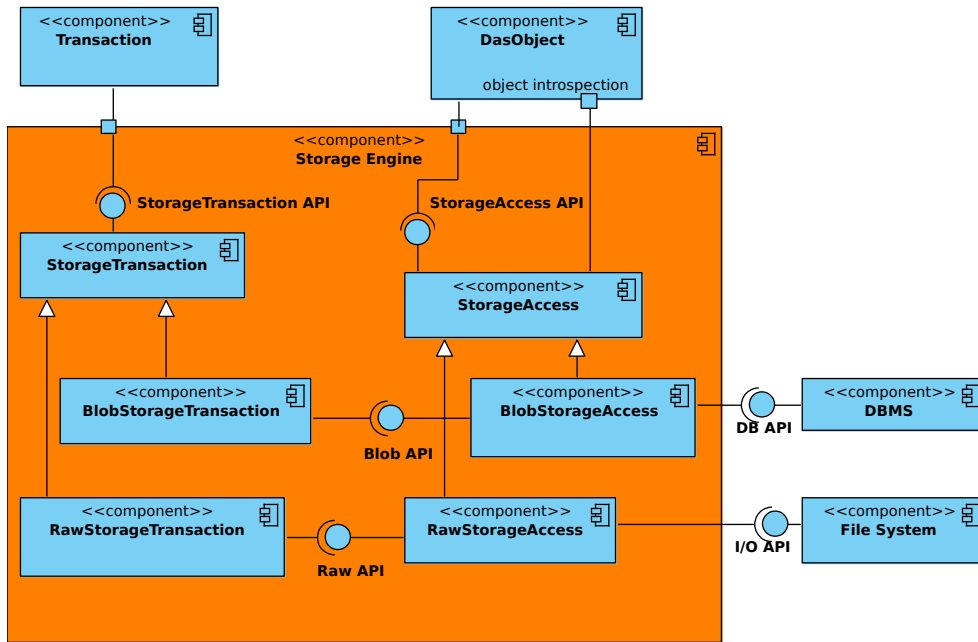 <<component>>
Transaction
<<component>>
DasObject
object introspection
<<component>>
Storage Engine
StorageTransaction API
StorageAccess API
<<component>>
StorageTransaction
<<component>>
StorageAccess
<<component>>
BlobStorageTransaction
Blob API
<<component>>
BlobStorageAccess
DB API
<<component>>
DBMS
<<component>>
RawStorageTransaction
Raw API
<<component>>
RawStorageAccess
I/O API
<<component>>
File System